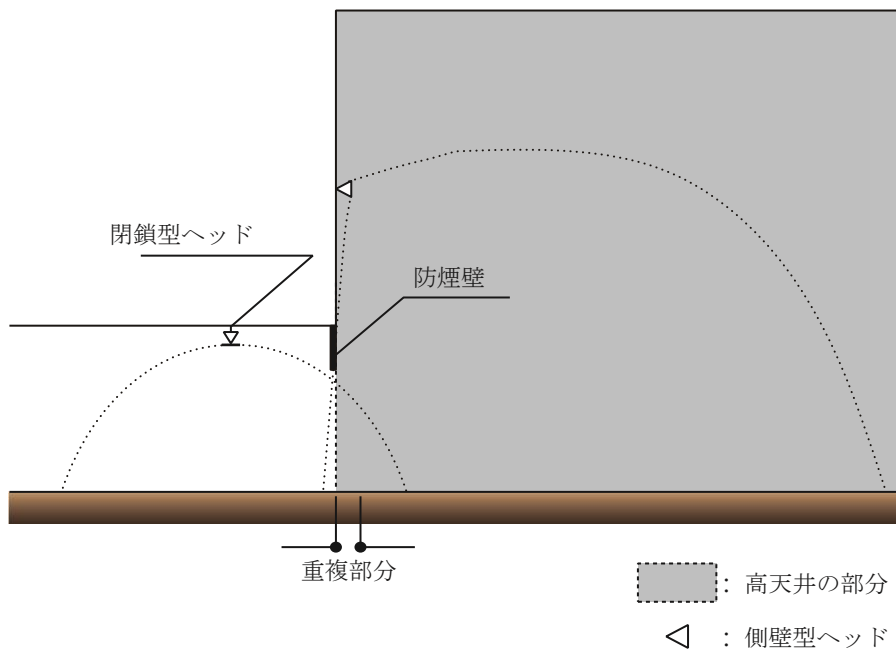 閉鎖型ヘッド
防煙壁
重複部分
：高天井の部分
：側壁型ヘッド